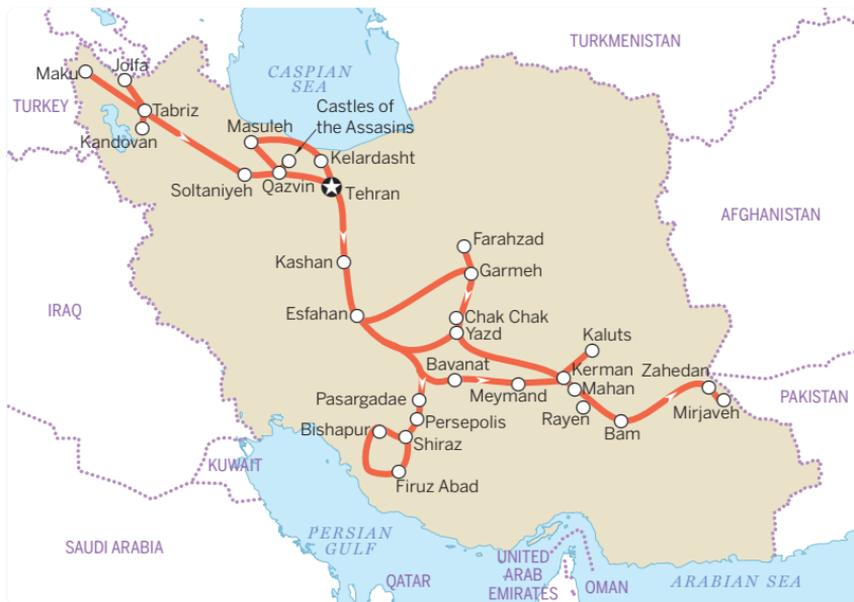 TURKMENISTAN
CASPIAN
SEA
Jolfa
Maku
TURKEY
Tabriz
Castles of
the Assasins
Masuleh
Kandovan
Kelardasht
Soltaniyeh
Qazvin
Tehran
AFGHANISTAN
Farahzad
Kashan
Garmeh
IRAQ
Esfahan
Chak Chak
Yazd
Kaluts
Bavanat
Kerman
Zahedan
Meymand
Mahan
Pasargadae
PAKISTAN
Mirjaveh
Rayen
Persepolis
Bishapur
Bam
Shiraz
KUWAIT
Firuz Abad
PERSIAN
GULF
SAUDI ARABIA
UNITED
ARAB
EMIRATES
QATAR
OMAN
ARABIAN SEA